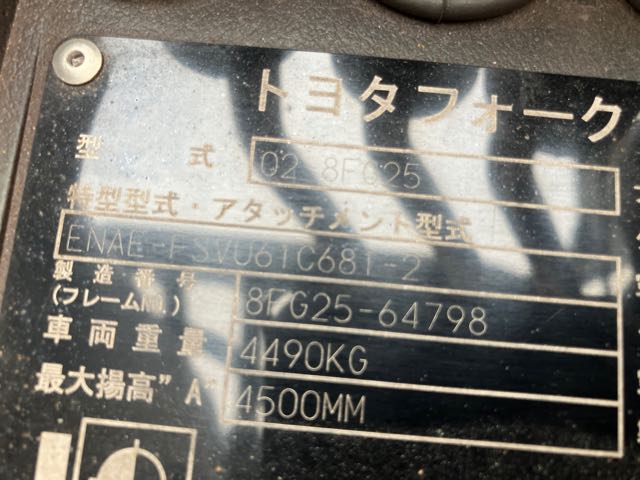 トヨタフォーク
型 式 02-8FG25
特型型式・アタッチメント型式
ENAE-FSVU61C681-2
製造番号
(フレームNO.) 8FG25-64798
車両重量 4490KG
最大揚高"A" 4500MM